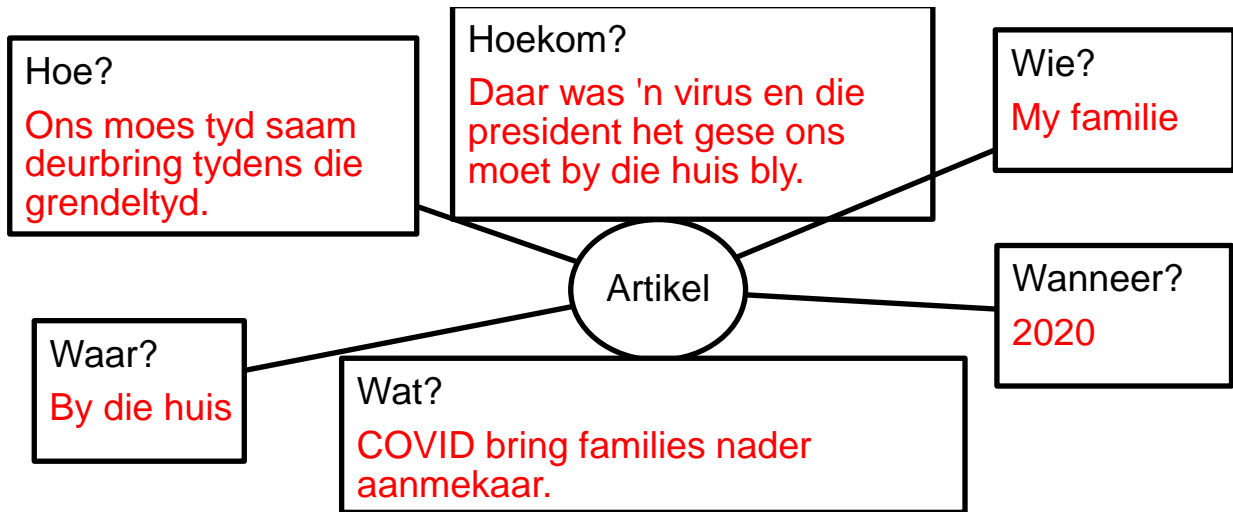 Hoe?
Ons moes tyd saam
deurbring tydens die
grendeltyd.
Hoekom?
Daar was 'n virus en die
president het gese ons
moet by die huis bly.
Wie?
My familie
Artikel
Wanneer?
2020
Waar?
By die huis
Wat?
COVID bring families nader
aanmekaar.